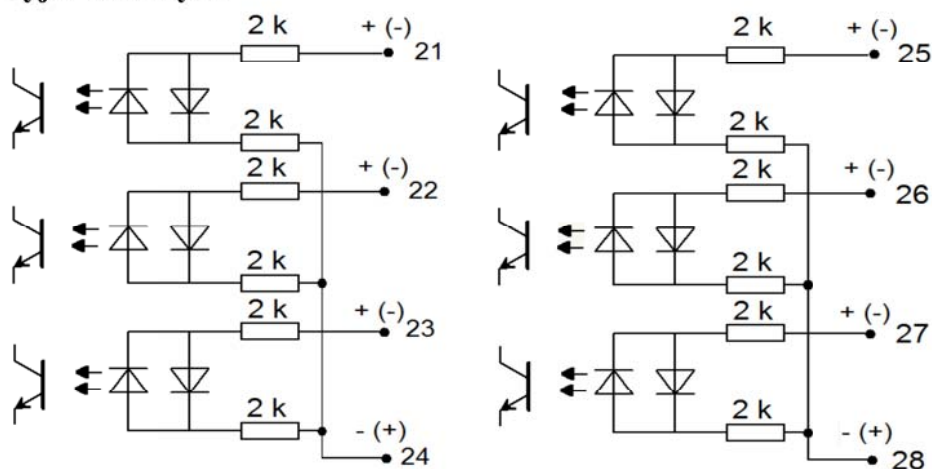 2 k + (-) 21
2 k
2 k + (-) 22
2 k
2 k + (-) 23
2 k
- (+) 24
2 k + (-) 25
2 k
2 k + (-) 26
2 k
2 k + (-) 27
2 k
- (+) 28